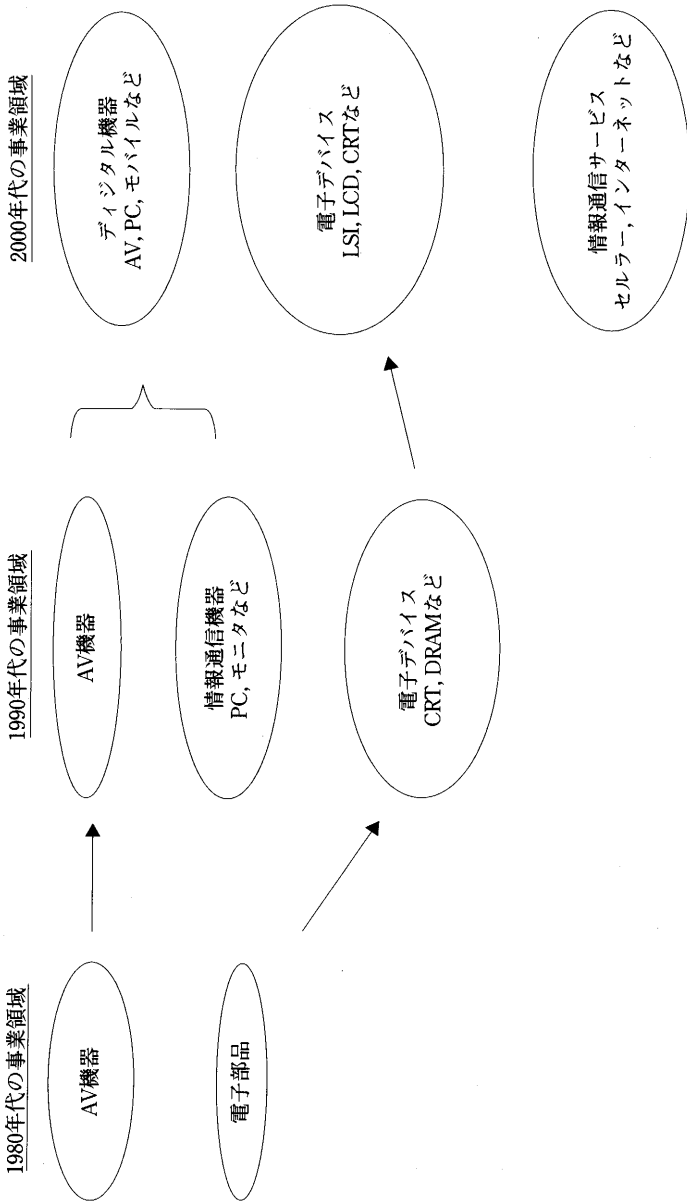 1980年代の事業領域
AV機器
電子部品
1990年代の事業領域
AV機器
情報通信機器
PC, モニタなど
電子デバイス
CRT, DRAMなど
2000年代の事業領域
ディジタル機器
AV, PC, モバイルなど
電子デバイス
LSI, LCD, CRTなど
情報通信サービス
セルラー, インターネットなど